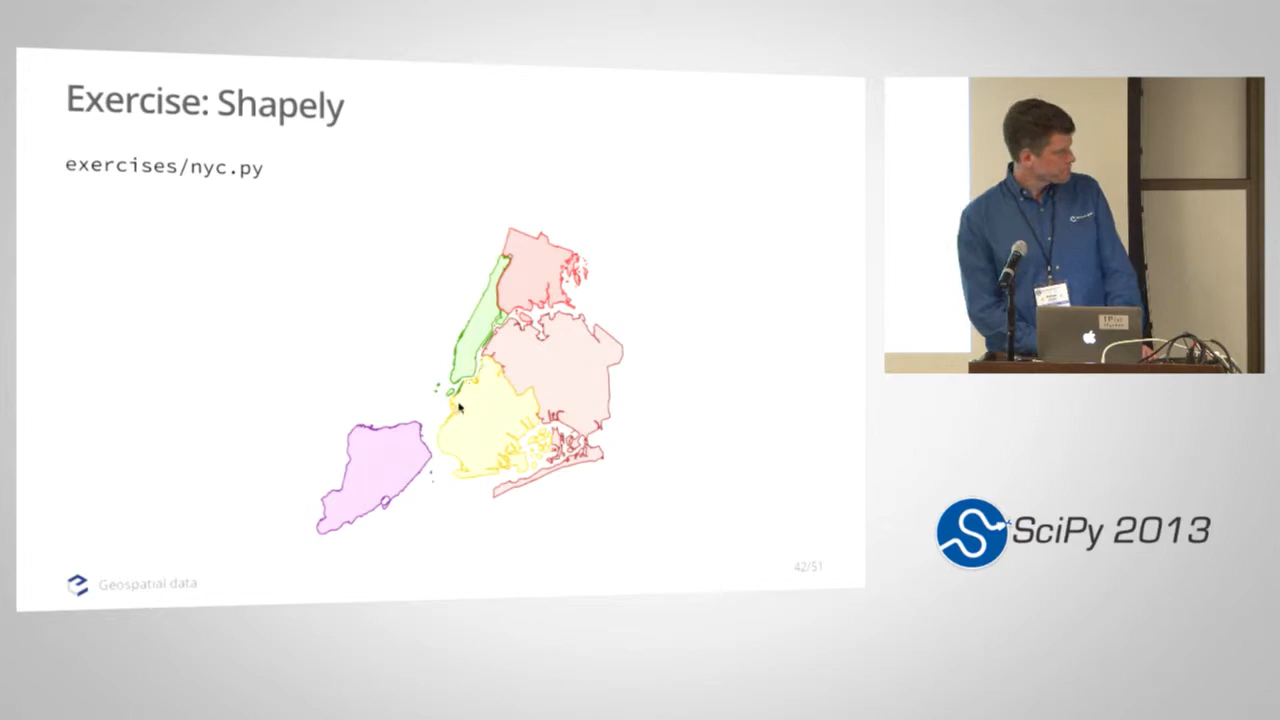 Exercise: Shapely
exercises/nyc.py
42/51
Geospatial data
SciPy 2013